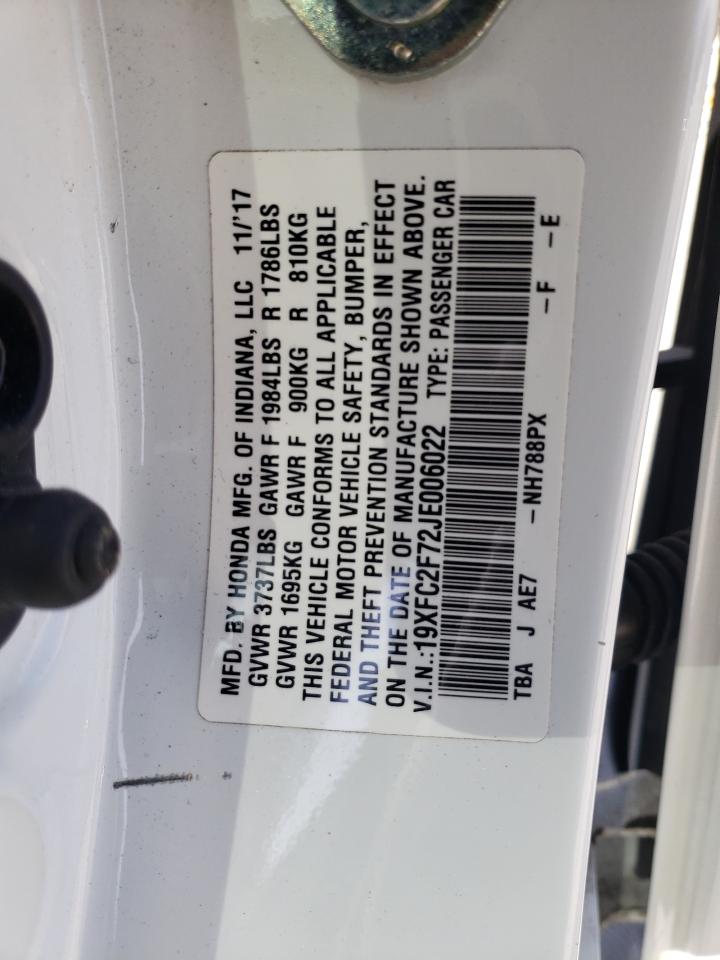 MFD. BY HONDA MFG. OF INDIANA, LLC 11/'17
GVWR 3737LBS GAWR F 1984LBS R 1786LBS
GVWR 1695KG GAWR F 900KG R 810KG
THIS VEHICLE CONFORMS TO ALL APPLICABLE
FEDERAL MOTOR VEHICLE SAFETY, BUMPER,
AND THEFT PREVENTION STANDARDS IN EFFECT
ON THE DATE OF MANUFACTURE SHOWN ABOVE.
V.I.N.:19XFC2F72JE006022 TYPE: PASSENGER CAR
TBA J AE7 -NH788PX -F -E